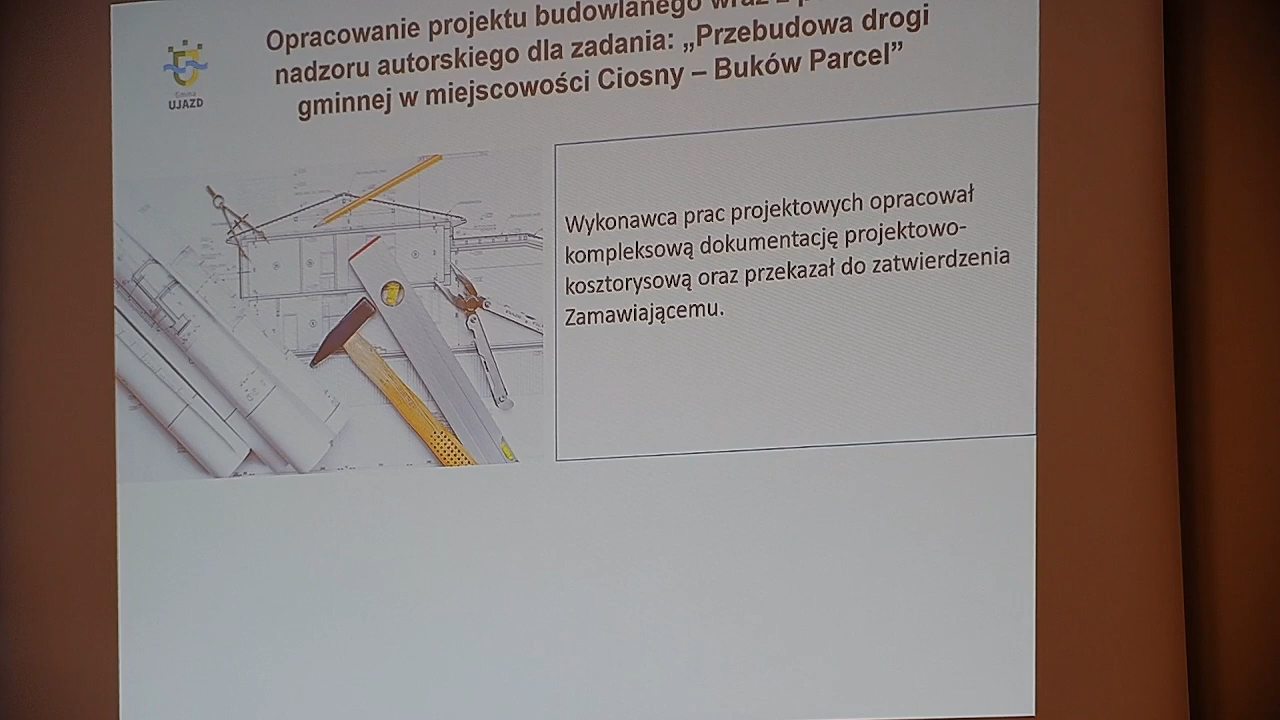 Opracowanie projektu budowlanego wraz z
nadzoru autorskiego dla zadania: „Przebudowa drogi
gminnej w miejscowości Ciosny – Buków Parcel”
Gmina
UJAZD
Wykonawca prac projektowych opracował
kompleksową dokumentację projektowo-
kosztorysową oraz przekazał do zatwierdzenia
Zamawiającemu.